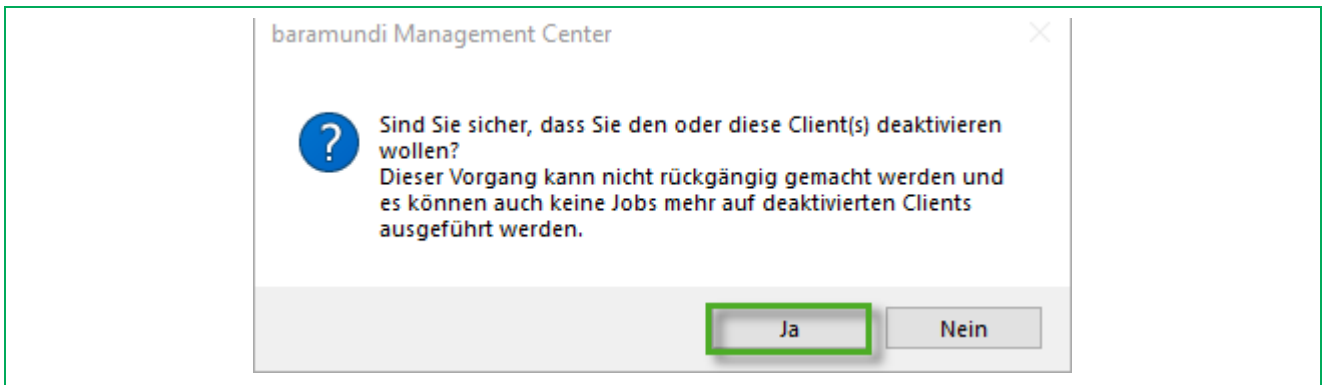 baramundi Management Center
Sind Sie sicher, dass Sie den oder diese Client(s) deaktivieren
wollen?
Dieser Vorgang kann nicht rückgängig gemacht werden und
es können auch keine Jobs mehr auf deaktivierten Clients
ausgeführt werden.
Ja
Nein